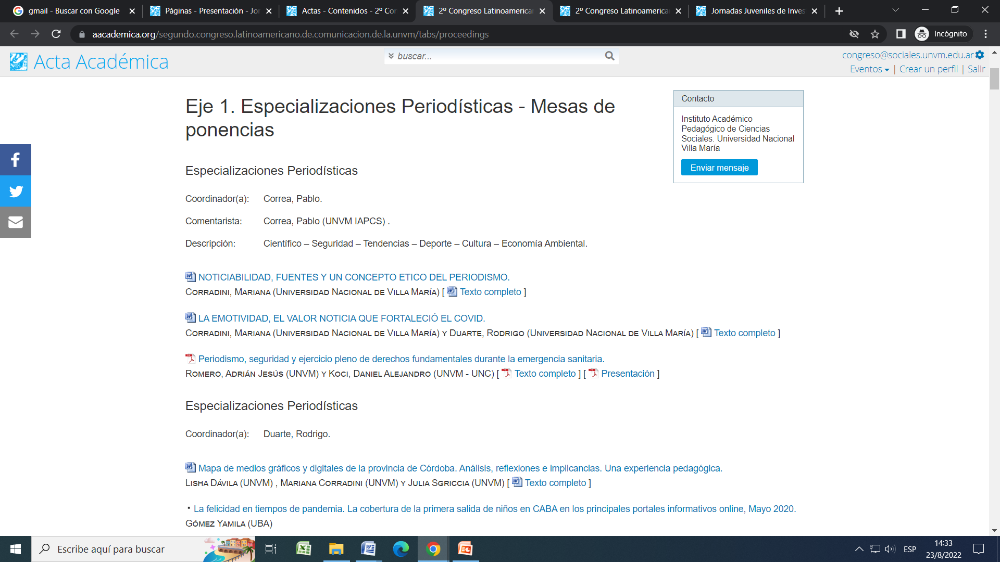 gmail - Buscar con Google
Páginas - Presentación - Jor
Actas - Contenidos - 2º Con
2º Congreso Latinoamerican
2º Congreso Latinoamerica
Jornadas Juveniles de Inves
aacademica.org/segundo.congreso.latinoamericano.de.comunicacion.de.la.unvm/tabs/proceedings
Incógnito
Acta Académica
buscar...
congreso@sociales.unvm.edu.ar
Eventos | Crear un perfil | Salir
Eje 1. Especializaciones Periodísticas - Mesas de
ponencias
Contacto
Instituto Académico
Pedagógico de Ciencias
Sociales. Universidad Nacional
Villa María
Enviar mensaje
Especializaciones Periodísticas
Coordinador(a): Correa, Pablo.
Comentarista: Correa, Pablo (UNVM IAPCS) .
Descripción: Científico – Seguridad – Tendencias – Deporte – Cultura – Economía Ambiental.
NOTICIABILIDAD, FUENTES Y UN CONCEPTO ETICO DEL PERIODISMO.
Corradini, Mariana (Universidad Nacional de Villa María) [ Texto completo ]
LA EMOTIVIDAD, EL VALOR NOTICIA QUE FORTALECIÓ EL COVID.
Corradini, Mariana (Universidad Nacional de Villa María) y Duarte, Rodrigo (Universidad Nacional de Villa María) [ Texto completo ]
Periodismo, seguridad y ejercicio pleno de derechos fundamentales durante la emergencia sanitaria.
Romero, Adrián Jesús (UNVM) y Koci, Daniel Alejandro (UNVM - UNC) [ Texto completo ] [ Presentación ]
Especializaciones Periodísticas
Coordinador(a): Duarte, Rodrigo.
Mapa de medios gráficos y digitales de la provincia de Córdoba. Análisis, reflexiones e implicancias. Una experiencia pedagógica.
Lisha Dávila (UNVM) , Mariana Corradini (UNVM) y Julia Sgriccia (UNVM) [ Texto completo ]
La felicidad en tiempos de pandemia. La cobertura de la primera salida de niños en CABA en los principales portales informativos online, Mayo 2020.
Gómez Yamila (UBA)
Escribe aquí para buscar
ESP
14:33
23/8/2022